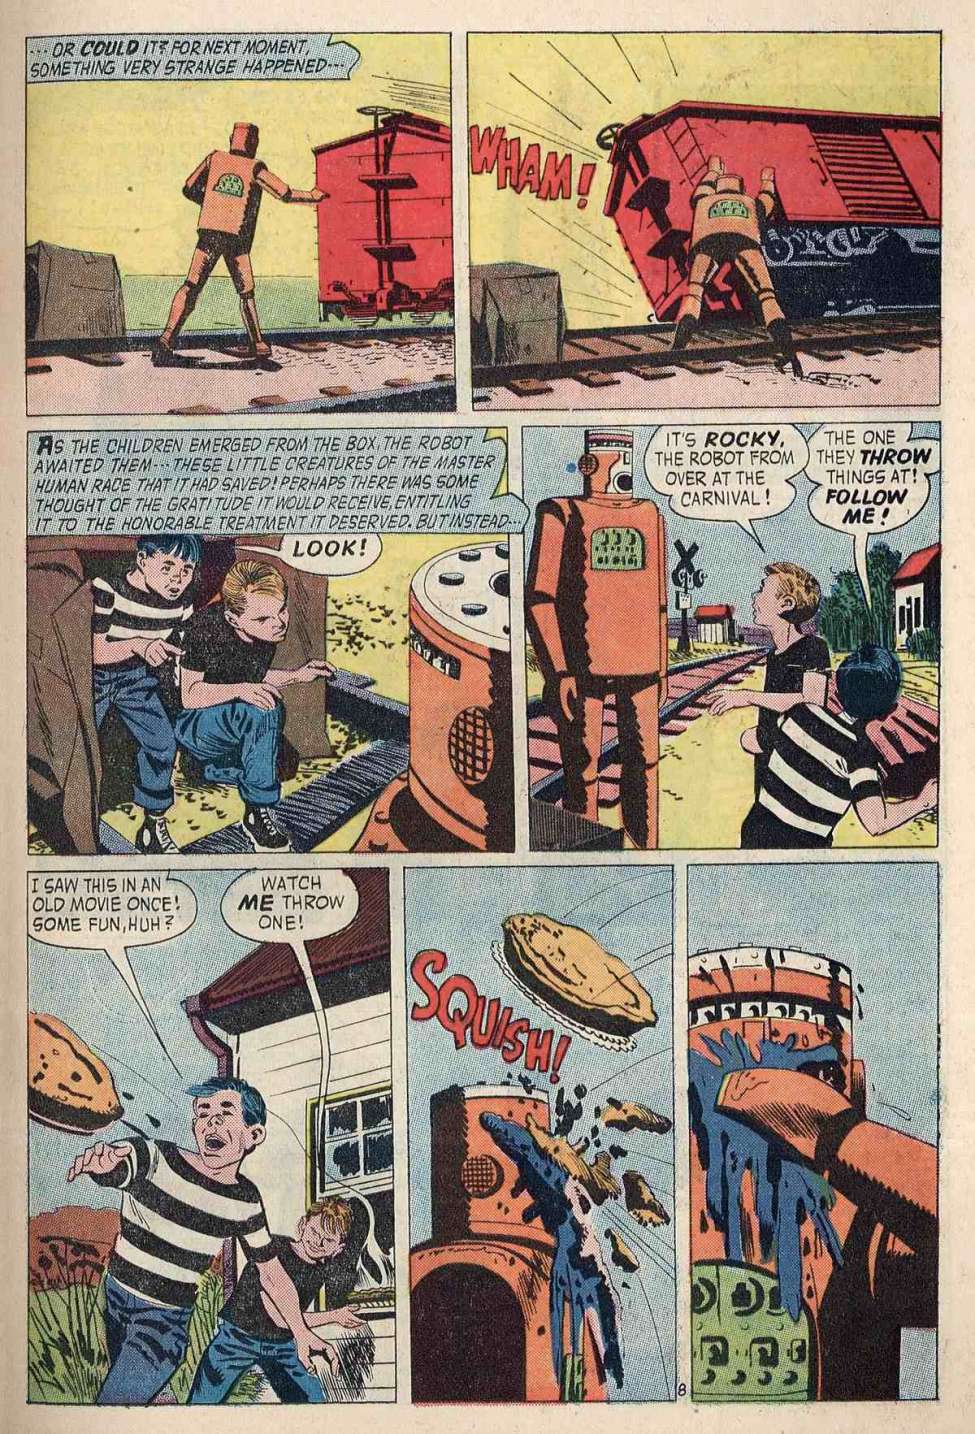 ...OR COULD IT? FOR NEXT MOMENT,
SOMETHING VERY STRANGE HAPPENED---
WHAM!
AS THE CHILDREN EMERGED FROM THE BOX, THE ROBOT
AWAITED THEM---THESE LITTLE CREATURES OF THE MASTER
HUMAN RACE THAT IT HAD SAVED! PERHAPS THERE WAS SOME
THOUGHT OF THE GRATITUDE IT WOULD RECEIVE, ENTITLING
IT TO THE HONORABLE TREATMENT IT DESERVED. BUT INSTEAD...
LOOK!
IT'S ROCKY,
THE ROBOT FROM
OVER AT THE
CARNIVAL!
THE ONE
THEY THROW
THINGS AT!
FOLLOW
ME!
I SAW THIS IN AN
OLD MOVIE ONCE!
SOME FUN, HUH?
WATCH
ME THROW
ONE!
SQUISH!
8